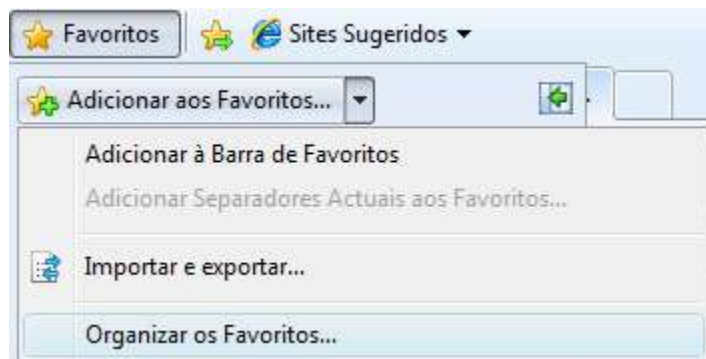 Favoritos Sites Sugeridos
Adicionar aos Favoritos...
Adicionar à Barra de Favoritos
Adicionar Separadores Actuais aos Favoritos...
Importar e exportar...
Organizar os Favoritos...